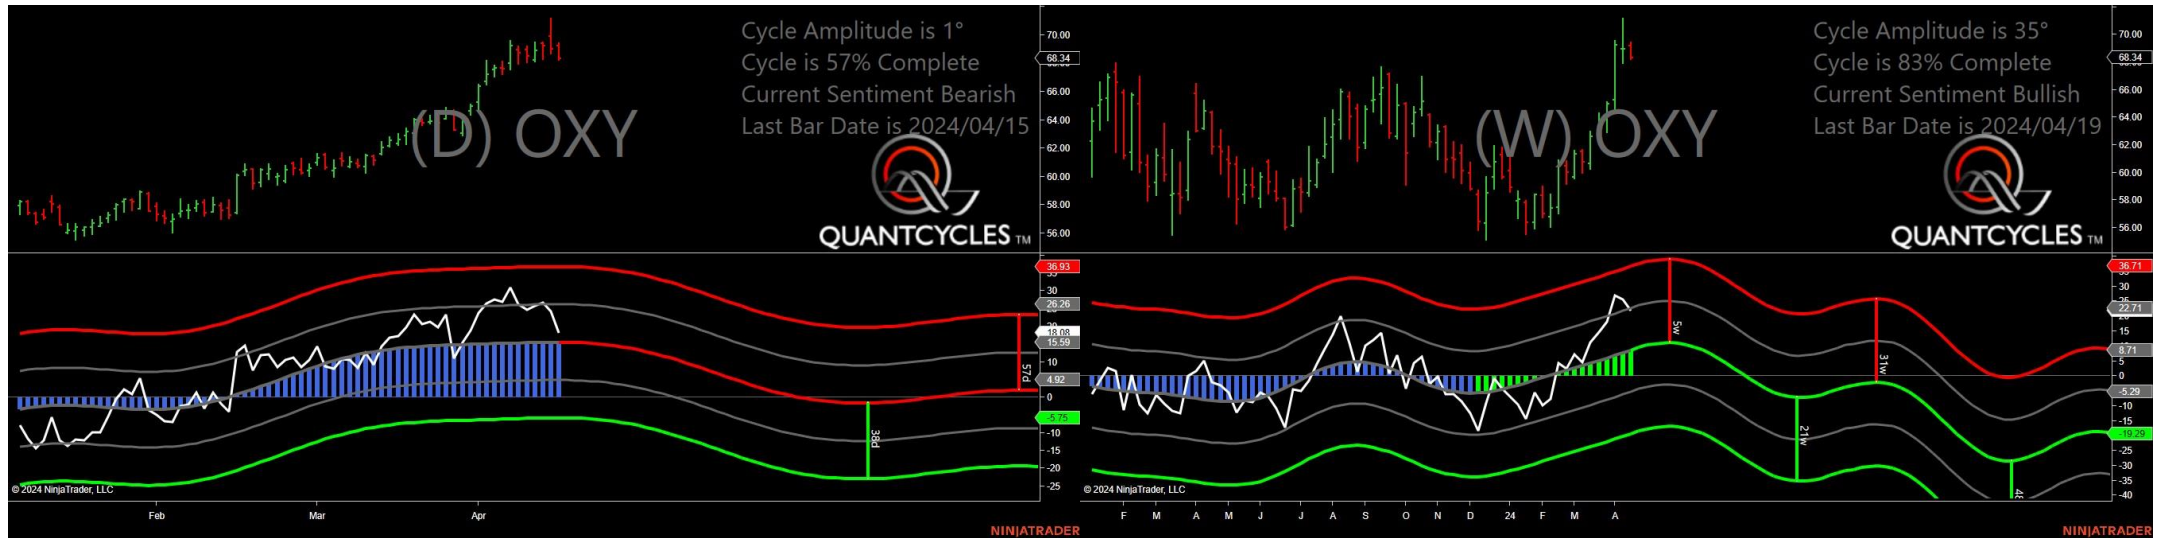 Cycle Amplitude is 1°
Cycle is 57% Complete
Current Sentiment Bearish
Last Bar Date is 2024/04/15
(D) OXY
QUANTCYCLES TM
70.00
68.34
66.00
64.00
62.00
60.00
58.00
56.00
36.93
30
26.26
18.08
15.59
10
4.92
0
-5.75
-10
-15
-20
-25
57d
38d
© 2024 NinjaTrader, LLC
Feb Mar Apr
NINJATRADER
Cycle Amplitude is 35°
Cycle is 83% Complete
Current Sentiment Bullish
Last Bar Date is 2024/04/19
(W) OXY
QUANTCYCLES TM
70.00
68.34
66.00
64.00
62.00
60.00
58.00
56.00
36.71
30
22.71
15
8.71
5
0
-5.29
-10
-15
-19.29
-25
-30
-35
-40
5w
31w
21w
© 2024 NinjaTrader, LLC
F M A M J J A S O N D 24 F M A
NINJATRADER